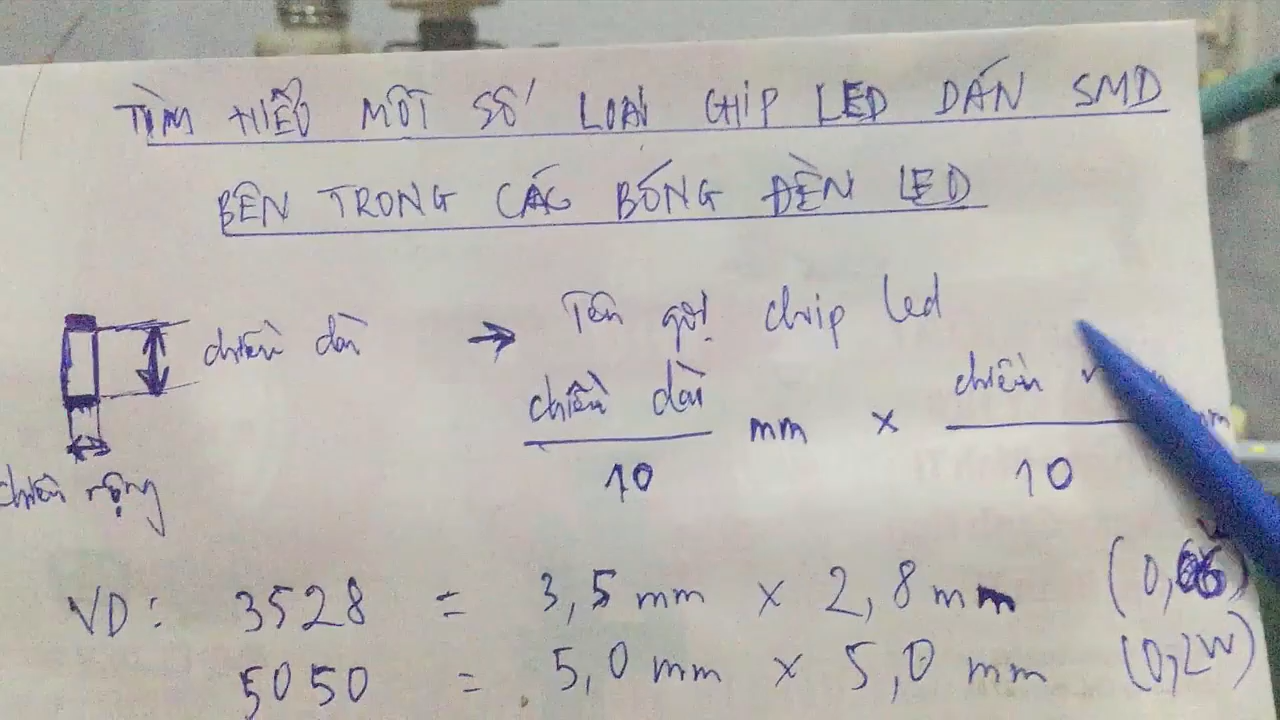 TÌM HIỂU MỘT SỐ LOẠI CHIP LED DÁN SMD
BÊN TRONG CÁC BÓNG ĐÈN LED
chiều dài → Tên gọi chip led
chiều rộng
chiều dài mm x chiều
10 10
VD: 3528 = 3,5 mm x 2,8 mm
5050 = 5,0 mm x 5,0 mm (0,2W)